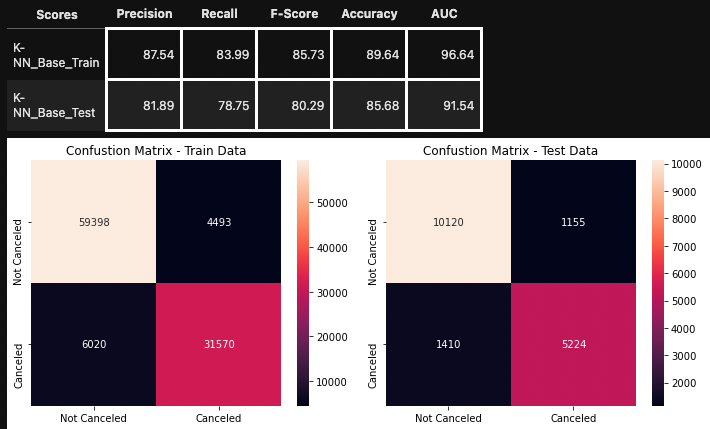 Scores Precision Recall F-Score Accuracy AUC
K-
NN_Base_Train 87.54 83.99 85.73 89.64 96.64
K-
NN_Base_Test 81.89 78.75 80.29 85.68 91.54
Confustion Matrix - Train Data
Not Canceled
Canceled
59398 4493
6020 31570
Not Canceled Canceled
50000
40000
30000
20000
10000
Confustion Matrix - Test Data
Not Canceled
Canceled
10120 1155
1410 5224
Not Canceled Canceled
10000
9000
8000
7000
6000
5000
4000
3000
2000